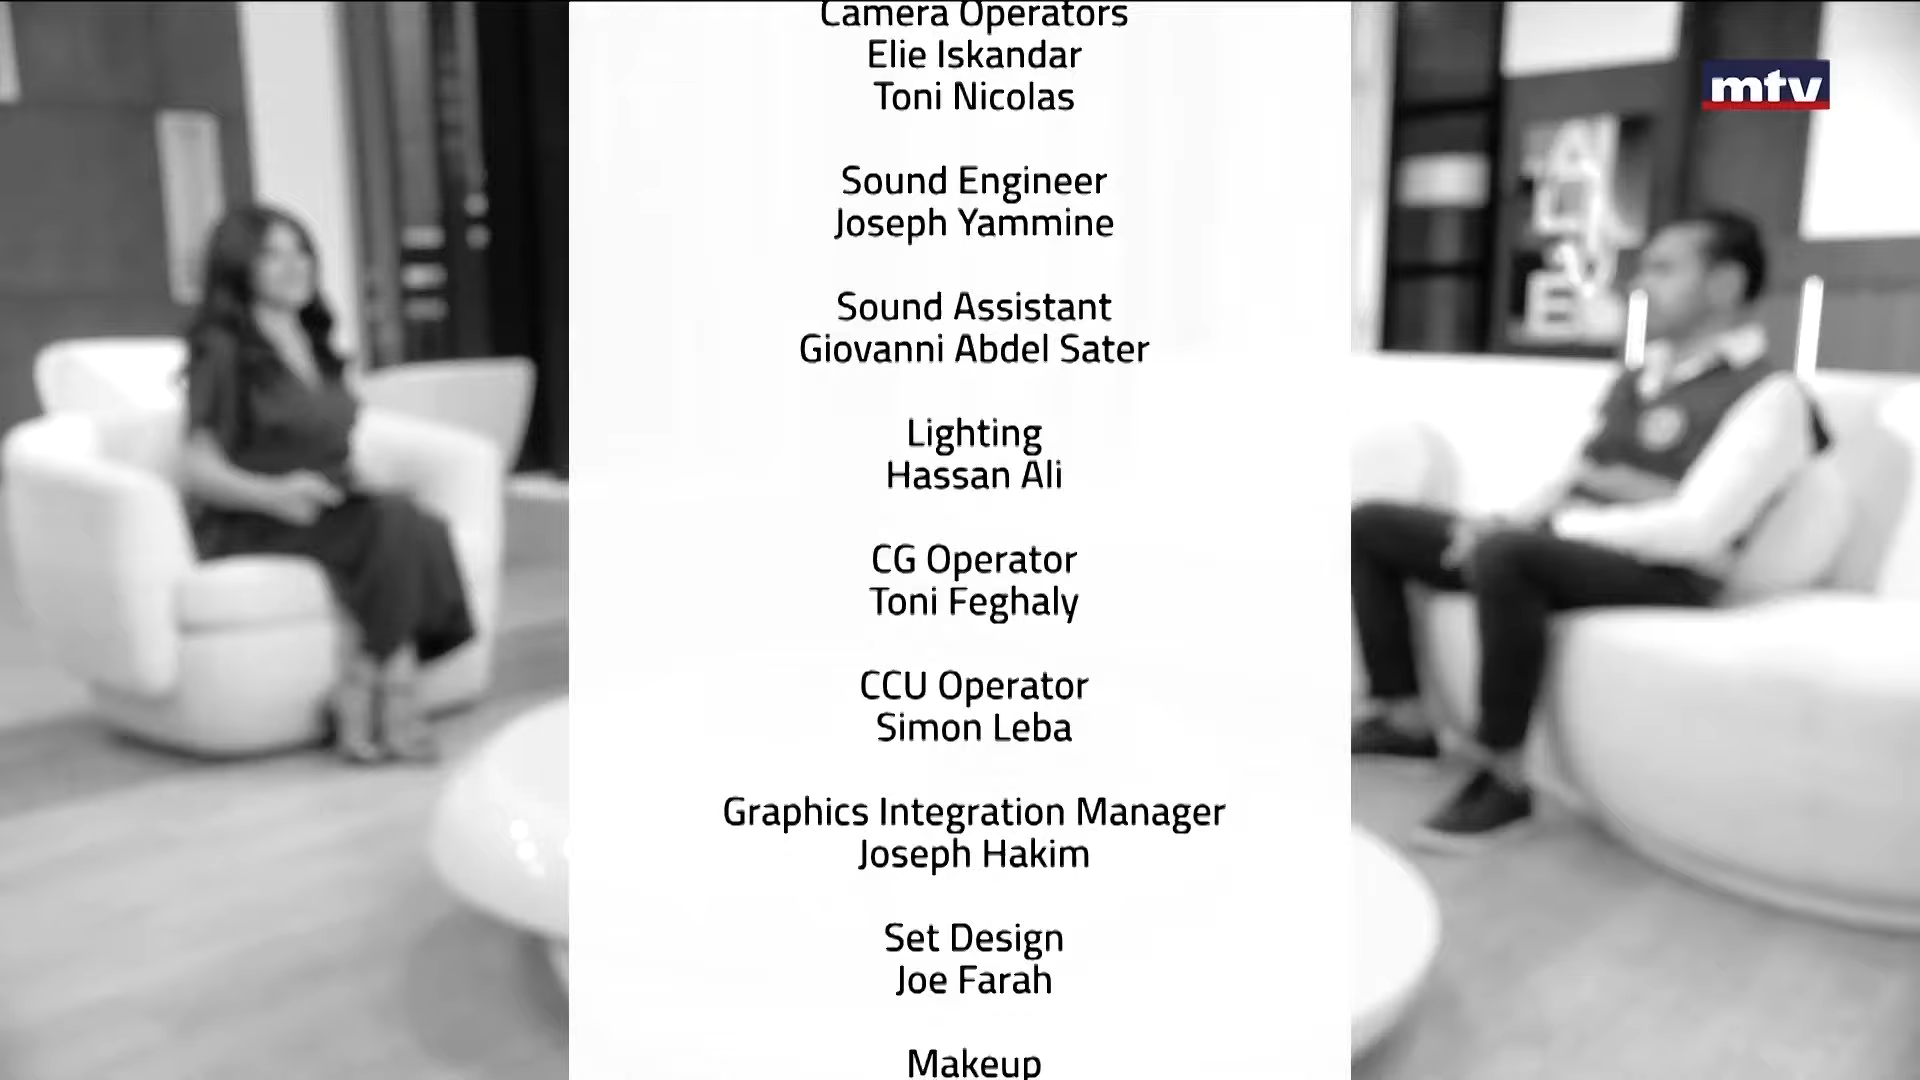 Camera Operators
Elie Iskandar
Toni Nicolas
mtv
Sound Engineer
Joseph Yammine
Sound Assistant
Giovanni Abdel Sater
Lighting
Hassan Ali
CG Operator
Toni Feghaly
CCU Operator
Simon Leba
Graphics Integration Manager
Joseph Hakim
Set Design
Joe Farah
Makeup